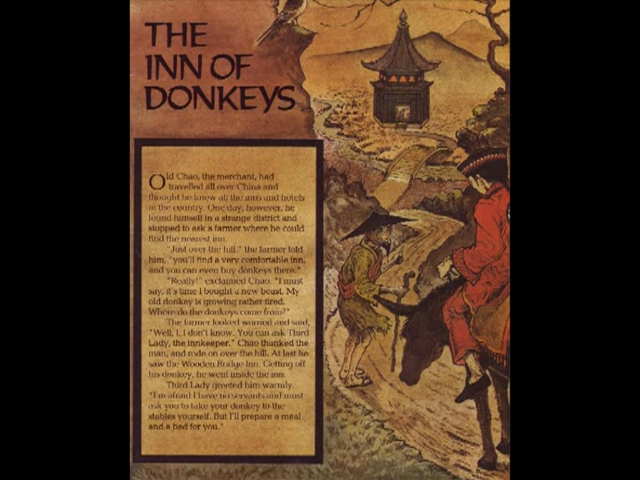 THE
INN OF
DONKEYS
Old Chao, the merchant, had
travelled all over China and
thought he knew all the inns and hotels
in the country. One day, however, he
found himself in a strange district and
stopped to ask a farmer where he could
find the nearest inn.
"Just over the hill," the farmer told
him, "you'll find a very comfortable inn,
and you can even buy donkeys there."
"Really!" exclaimed Chao. "I must
say, it's time I bought a new beast. My
old donkey is growing rather tired.
Where do the donkeys come from?"
The farmer looked worried and said,
"Well, I, I don't know. You can ask Third
Lady, the innkeeper." Chao thanked the
man, and rode on over the hill. At last he
saw the Wooden Bridge Inn. Getting off
his donkey, he went inside the inn.
Third Lady greeted him warmly.
"I'm afraid I have no servants and must
ask you to take your donkey to the
stables yourself. But I'll prepare a meal
and a bed for you."